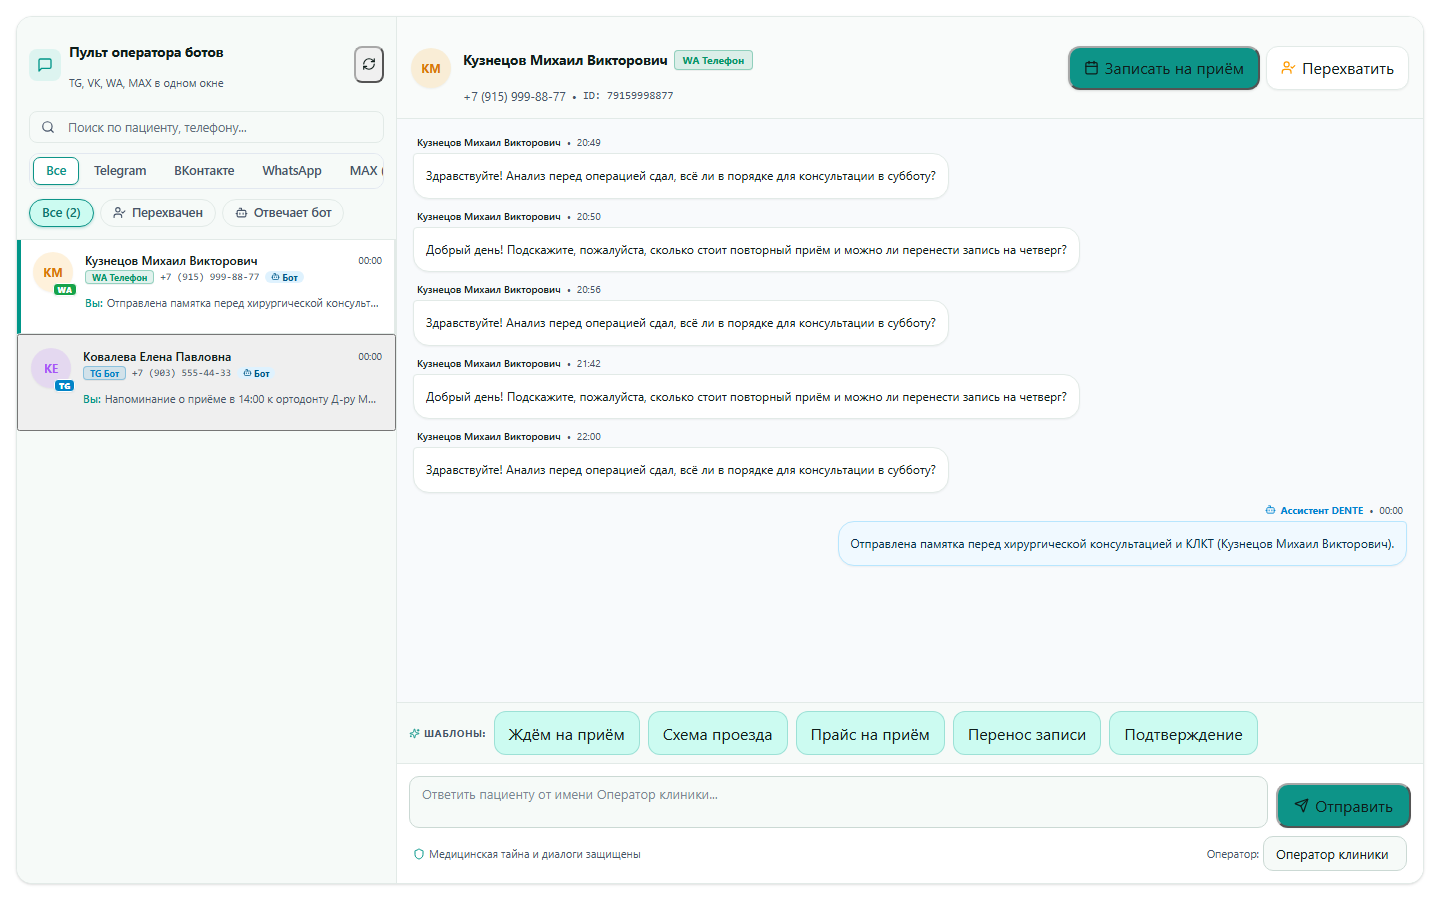 Пульт оператора ботов
TG, VK, WA, MAX в одном окне
Поиск по пациенту, телефону...
Все
Telegram
ВКонтакте
WhatsApp
MAX (
Все (2)
Перехвачен
Отвечает бот
КМ
WA
Кузнецов Михаил Викторович
00:00
WA Телефон
+7 (915) 999-88-77
Бот
Вы: Отправлена памятка перед хирургической консульт...
КЕ
TG
Ковалева Елена Павловна
00:00
TG Бот
+7 (903) 555-44-33
Бот
Вы: Напоминание о приёме в 14:00 к ортодонту Д-ру М...
КМ
Кузнецов Михаил Викторович
WA Телефон
+7 (915) 999-88-77 • ID: 79159998877
Записать на приём
Перехватить
Кузнецов Михаил Викторович • 20:49
Здравствуйте! Анализ перед операцией сдал, всё ли в порядке для консультации в субботу?
Кузнецов Михаил Викторович • 20:50
Добрый день! Подскажите, пожалуйста, сколько стоит повторный приём и можно ли перенести запись на четверг?
Кузнецов Михаил Викторович • 20:56
Здравствуйте! Анализ перед операцией сдал, всё ли в порядке для консультации в субботу?
Кузнецов Михаил Викторович • 21:42
Добрый день! Подскажите, пожалуйста, сколько стоит повторный приём и можно ли перенести запись на четверг?
Кузнецов Михаил Викторович • 22:00
Здравствуйте! Анализ перед операцией сдал, всё ли в порядке для консультации в субботу?
Ассистент DENTE • 00:00
Отправлена памятка перед хирургической консультацией и КЛКТ (Кузнецов Михаил Викторович).
ШАБЛОНЫ:
Ждём на приём
Схема проезда
Прайс на приём
Перенос записи
Подтверждение
Ответить пациенту от имени Оператор клиники...
Отправить
Медицинская тайна и диалоги защищены
Оператор:
Оператор клиники